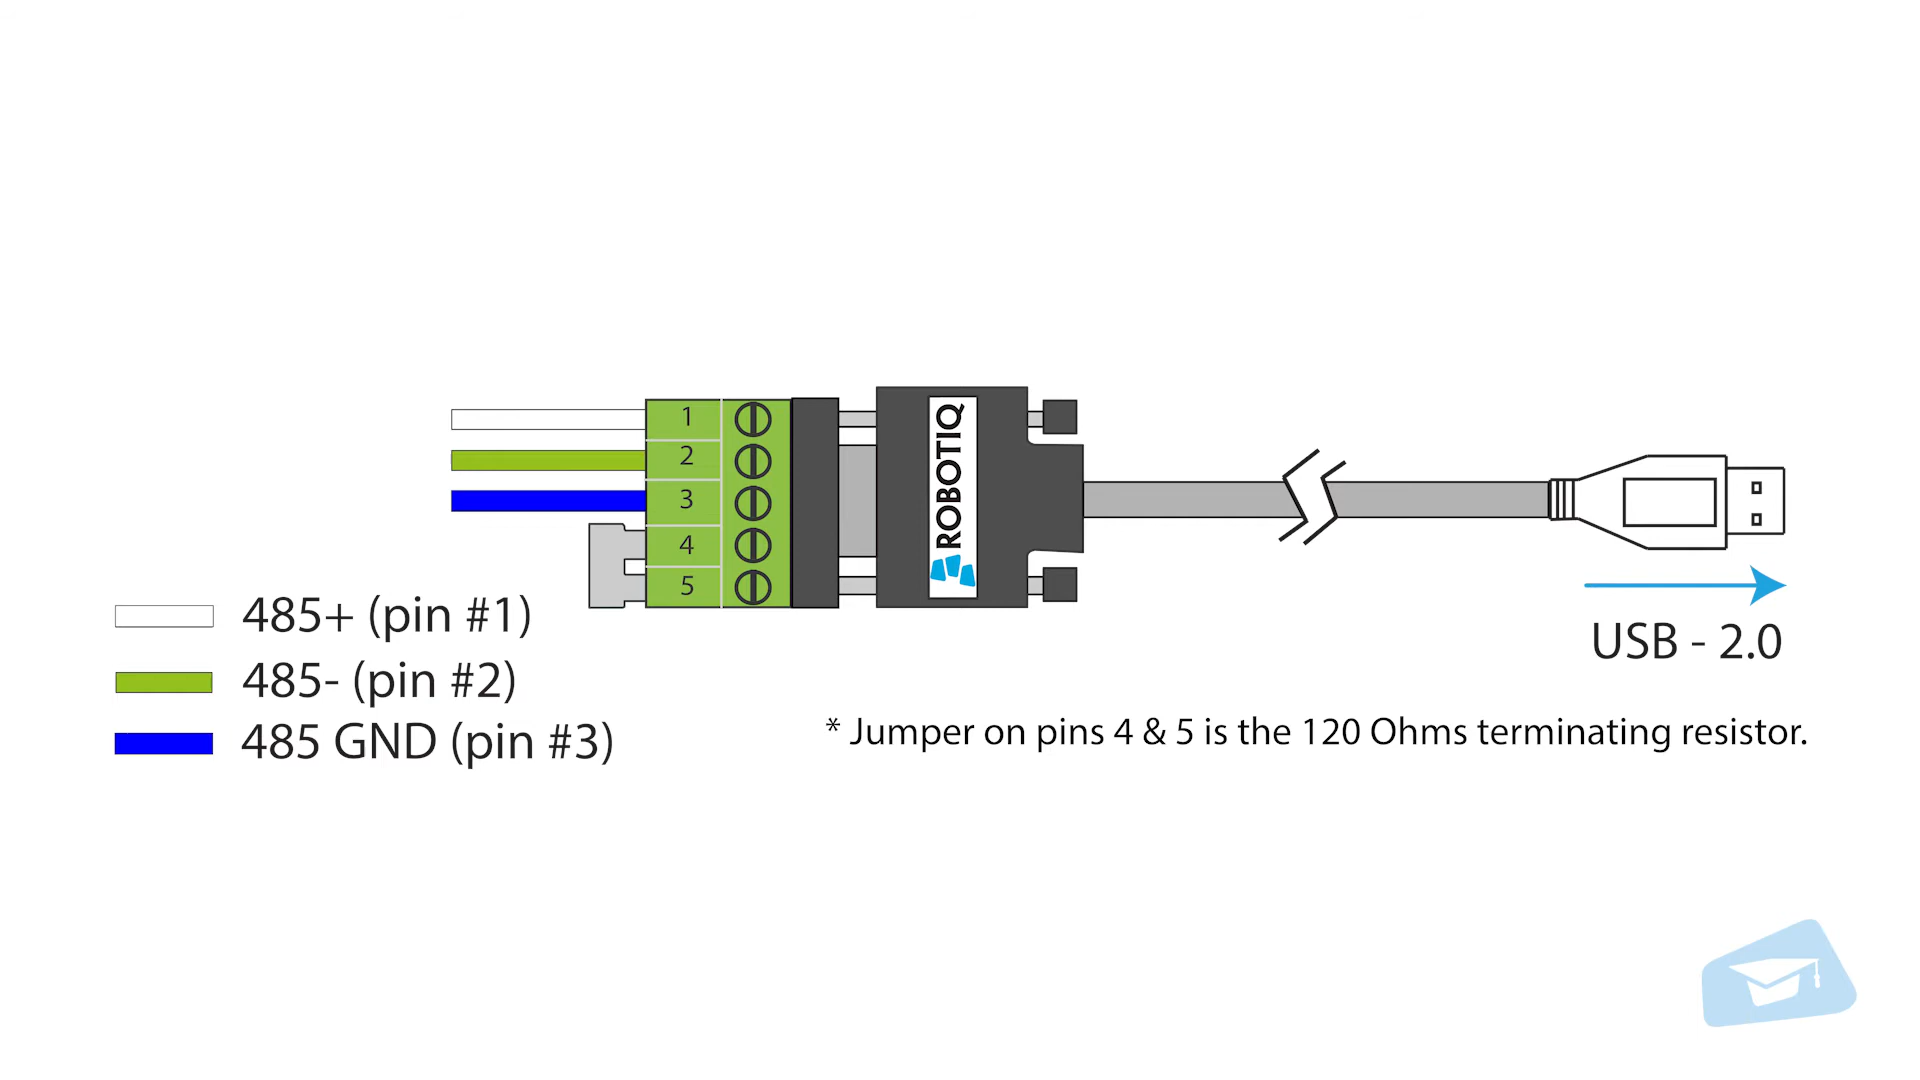 1
2
3
4
5
ROBOTIQ
485+ (pin #1)
485- (pin #2)
485 GND (pin #3)
USB - 2.0
* Jumper on pins 4 & 5 is the 120 Ohms terminating resistor.